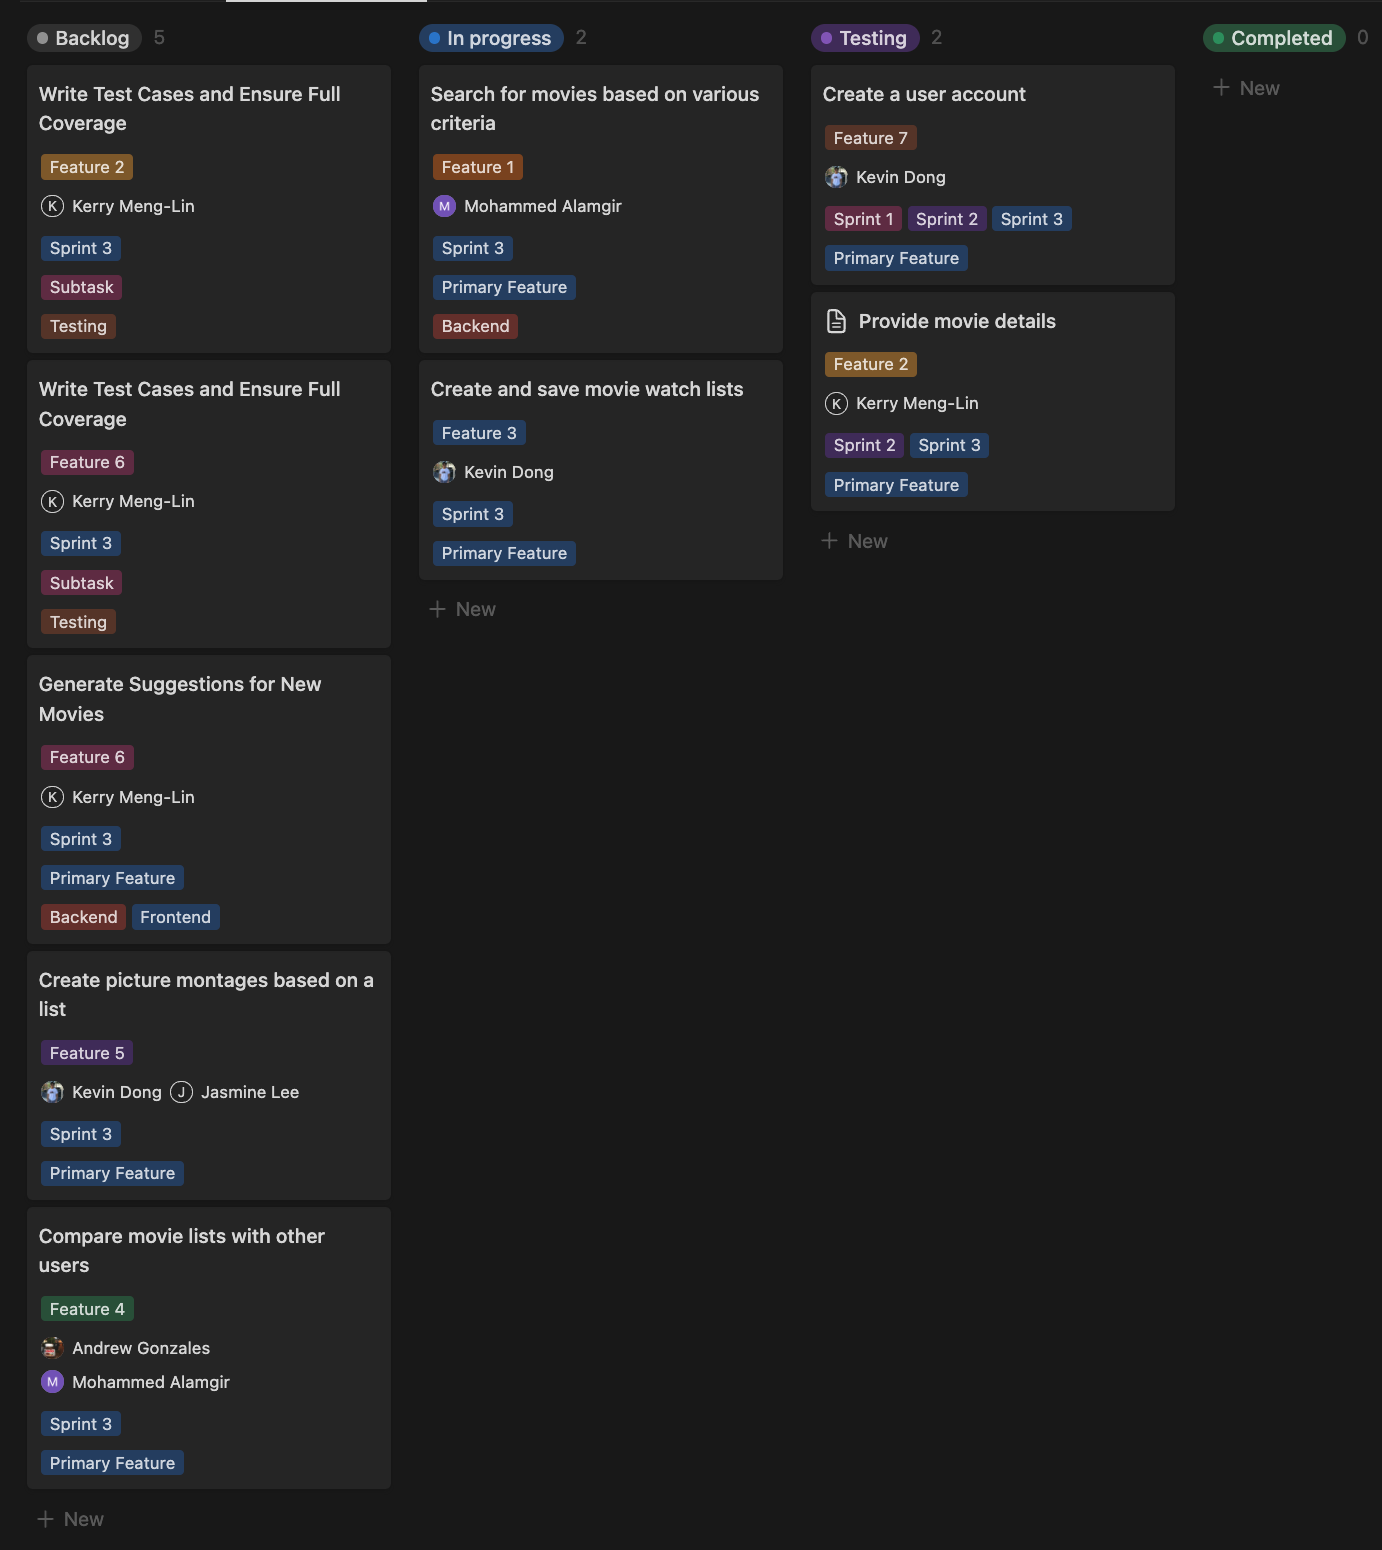 Backlog 5
Write Test Cases and Ensure Full
Coverage
Feature 2
K Kerry Meng-Lin
Sprint 3
Subtask
Testing
Write Test Cases and Ensure Full
Coverage
Feature 6
K Kerry Meng-Lin
Sprint 3
Subtask
Testing
Generate Suggestions for New
Movies
Feature 6
K Kerry Meng-Lin
Sprint 3
Primary Feature
Backend Frontend
Create picture montages based on a
list
Feature 5
Kevin Dong J Jasmine Lee
Sprint 3
Primary Feature
Compare movie lists with other
users
Feature 4
Andrew Gonzales
M Mohammed Alamgir
Sprint 3
Primary Feature
+ New
In progress 2
Search for movies based on various
criteria
Feature 1
M Mohammed Alamgir
Sprint 3
Primary Feature
Backend
Create and save movie watch lists
Feature 3
Kevin Dong
Sprint 3
Primary Feature
+ New
Testing 2
Create a user account
Feature 7
Kevin Dong
Sprint 1 Sprint 2 Sprint 3
Primary Feature
Provide movie details
Feature 2
K Kerry Meng-Lin
Sprint 2 Sprint 3
Primary Feature
+ New
Completed 0
+ New